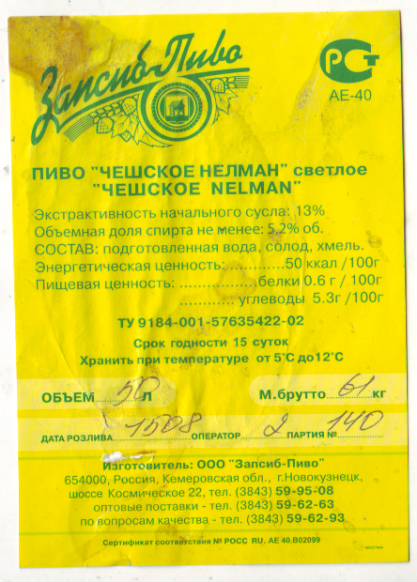 Запсиб-Пиво
РСТ
АЕ-40
ПИВО "ЧЕШСКОЕ НЕЛМАН" светлое
"ЧЕШСКОЕ NELMAN"
Экстрактивность начального сусла: 13%
Объемная доля спирта не менее: 5,2% об.
СОСТАВ: подготовленная вода, солод, хмель.
Энергетическая ценность: ............50 ккал /100г
Пищевая ценность: ....................белки 0.6 г / 100г
.................... углеводы 5.3г /100г
ТУ 9184-001-57635422-02
Срок годности 15 суток
Хранить при температуре от 5°С до12°С
ОБЪЕМ 50 Л М.брутто 61 кг
ДАТА РОЗЛИВА 1508 ОПЕРАТОР 2 ПАРТИЯ № 140
Изготовитель: ООО "Запсиб-Пиво"
654000, Россия, Кемеровская обл., г.Новокузнецк,
шоссе Космическое 22, тел. (3843) 59-95-08
оптовые поставки - тел. (3843) 59-62-63
по вопросам качества - тел. (3843) 59-62-93
Сертификат соответствия № РОСС RU. АЕ 40.В02099